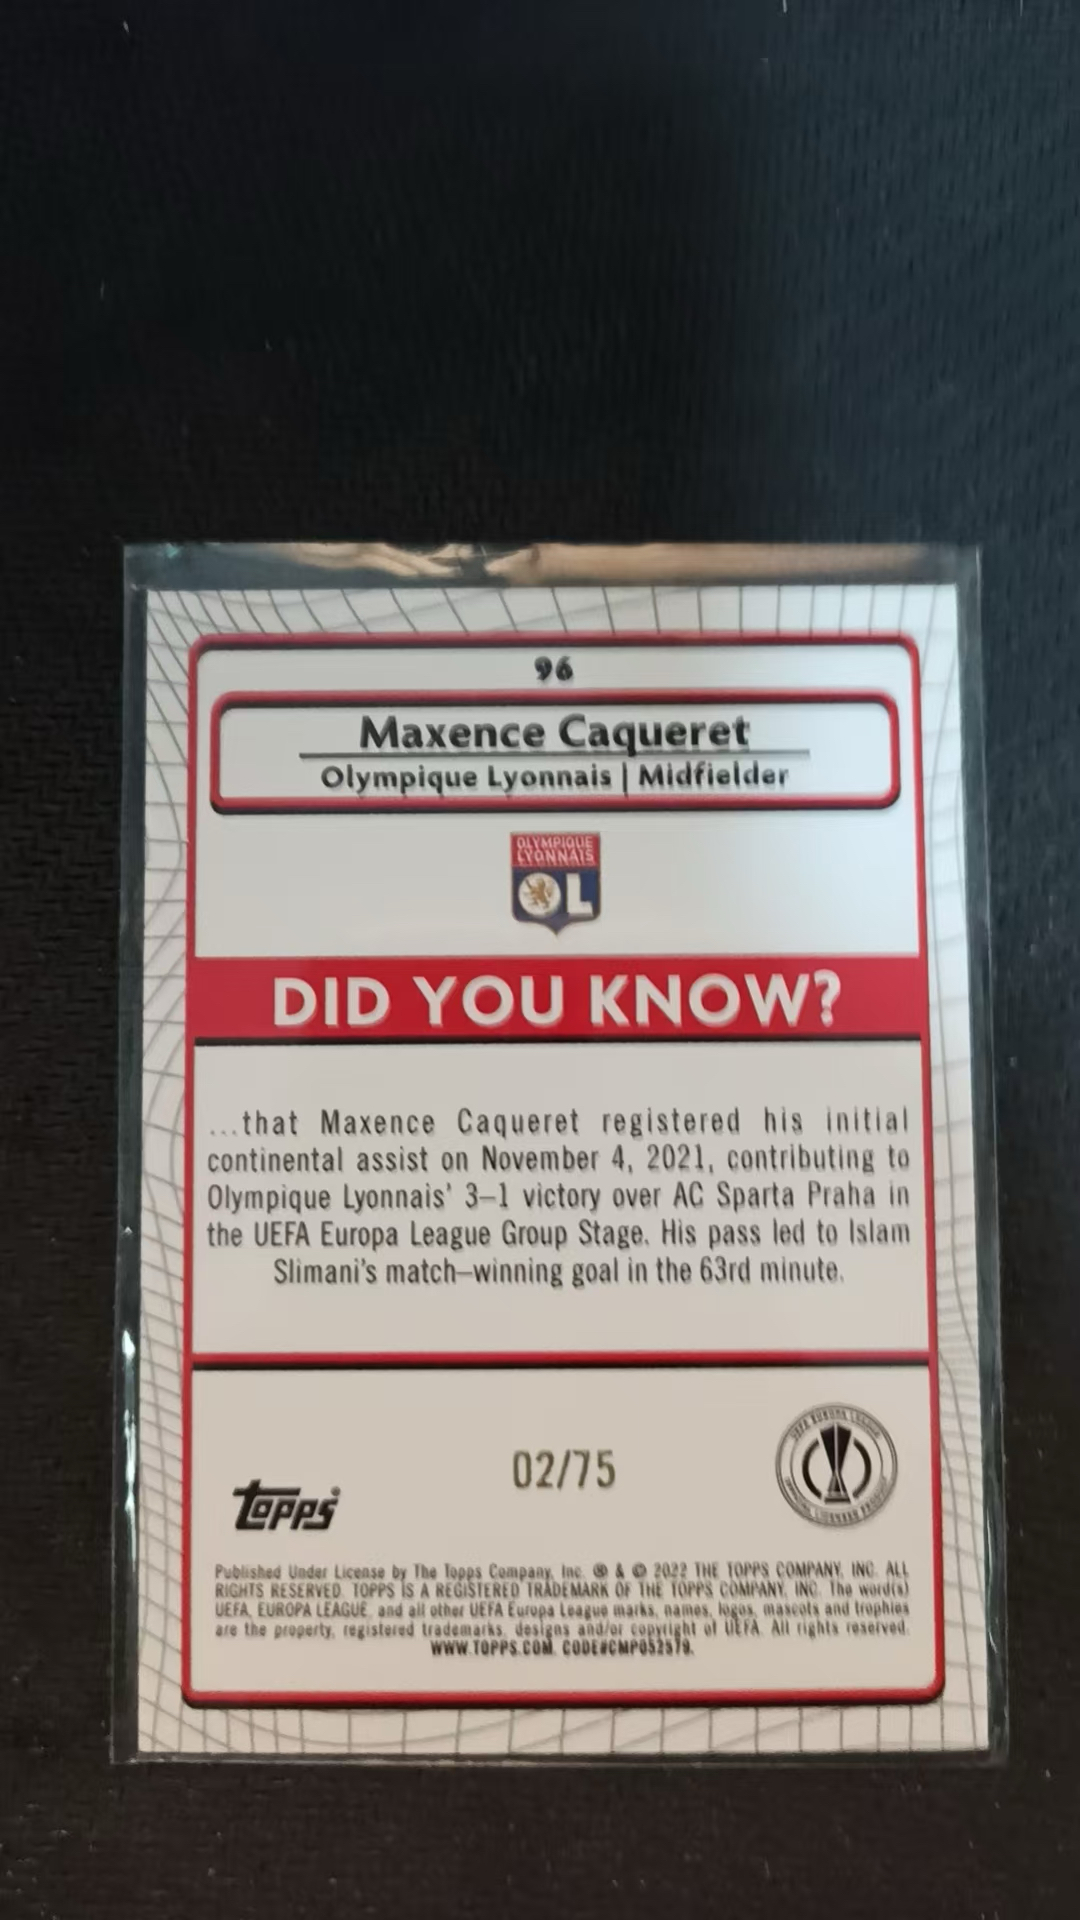 96
Maxence Caqueret
Olympique Lyonnais | Midfielder
OLYMPIQUE
LYONNAIS
OL
DID YOU KNOW?
...that Maxence Caqueret registered his initial
continental assist on November 4, 2021, contributing to
Olympique Lyonnais' 3–1 victory over AC Sparta Praha in
the UEFA Europa League Group Stage. His pass led to Islam
Slimani's match–winning goal in the 63rd minute.
02/75
topps
UEFA EUROPA LEAGUE
OFFICIAL LICENSED PRODUCT
Published Under License by The Topps Company, Inc. ® & © 2022 THE TOPPS COMPANY, INC. ALL
RIGHTS RESERVED. TOPPS IS A REGISTERED TRADEMARK OF THE TOPPS COMPANY, INC. The word(s)
UEFA, EUROPA LEAGUE, and all other UEFA Europa League marks, names, logos, mascots and trophies
are the property, registered trademarks, designs and/or copyright of UEFA. All rights reserved.
WWW.TOPPS.COM. CODE#CMP052579.